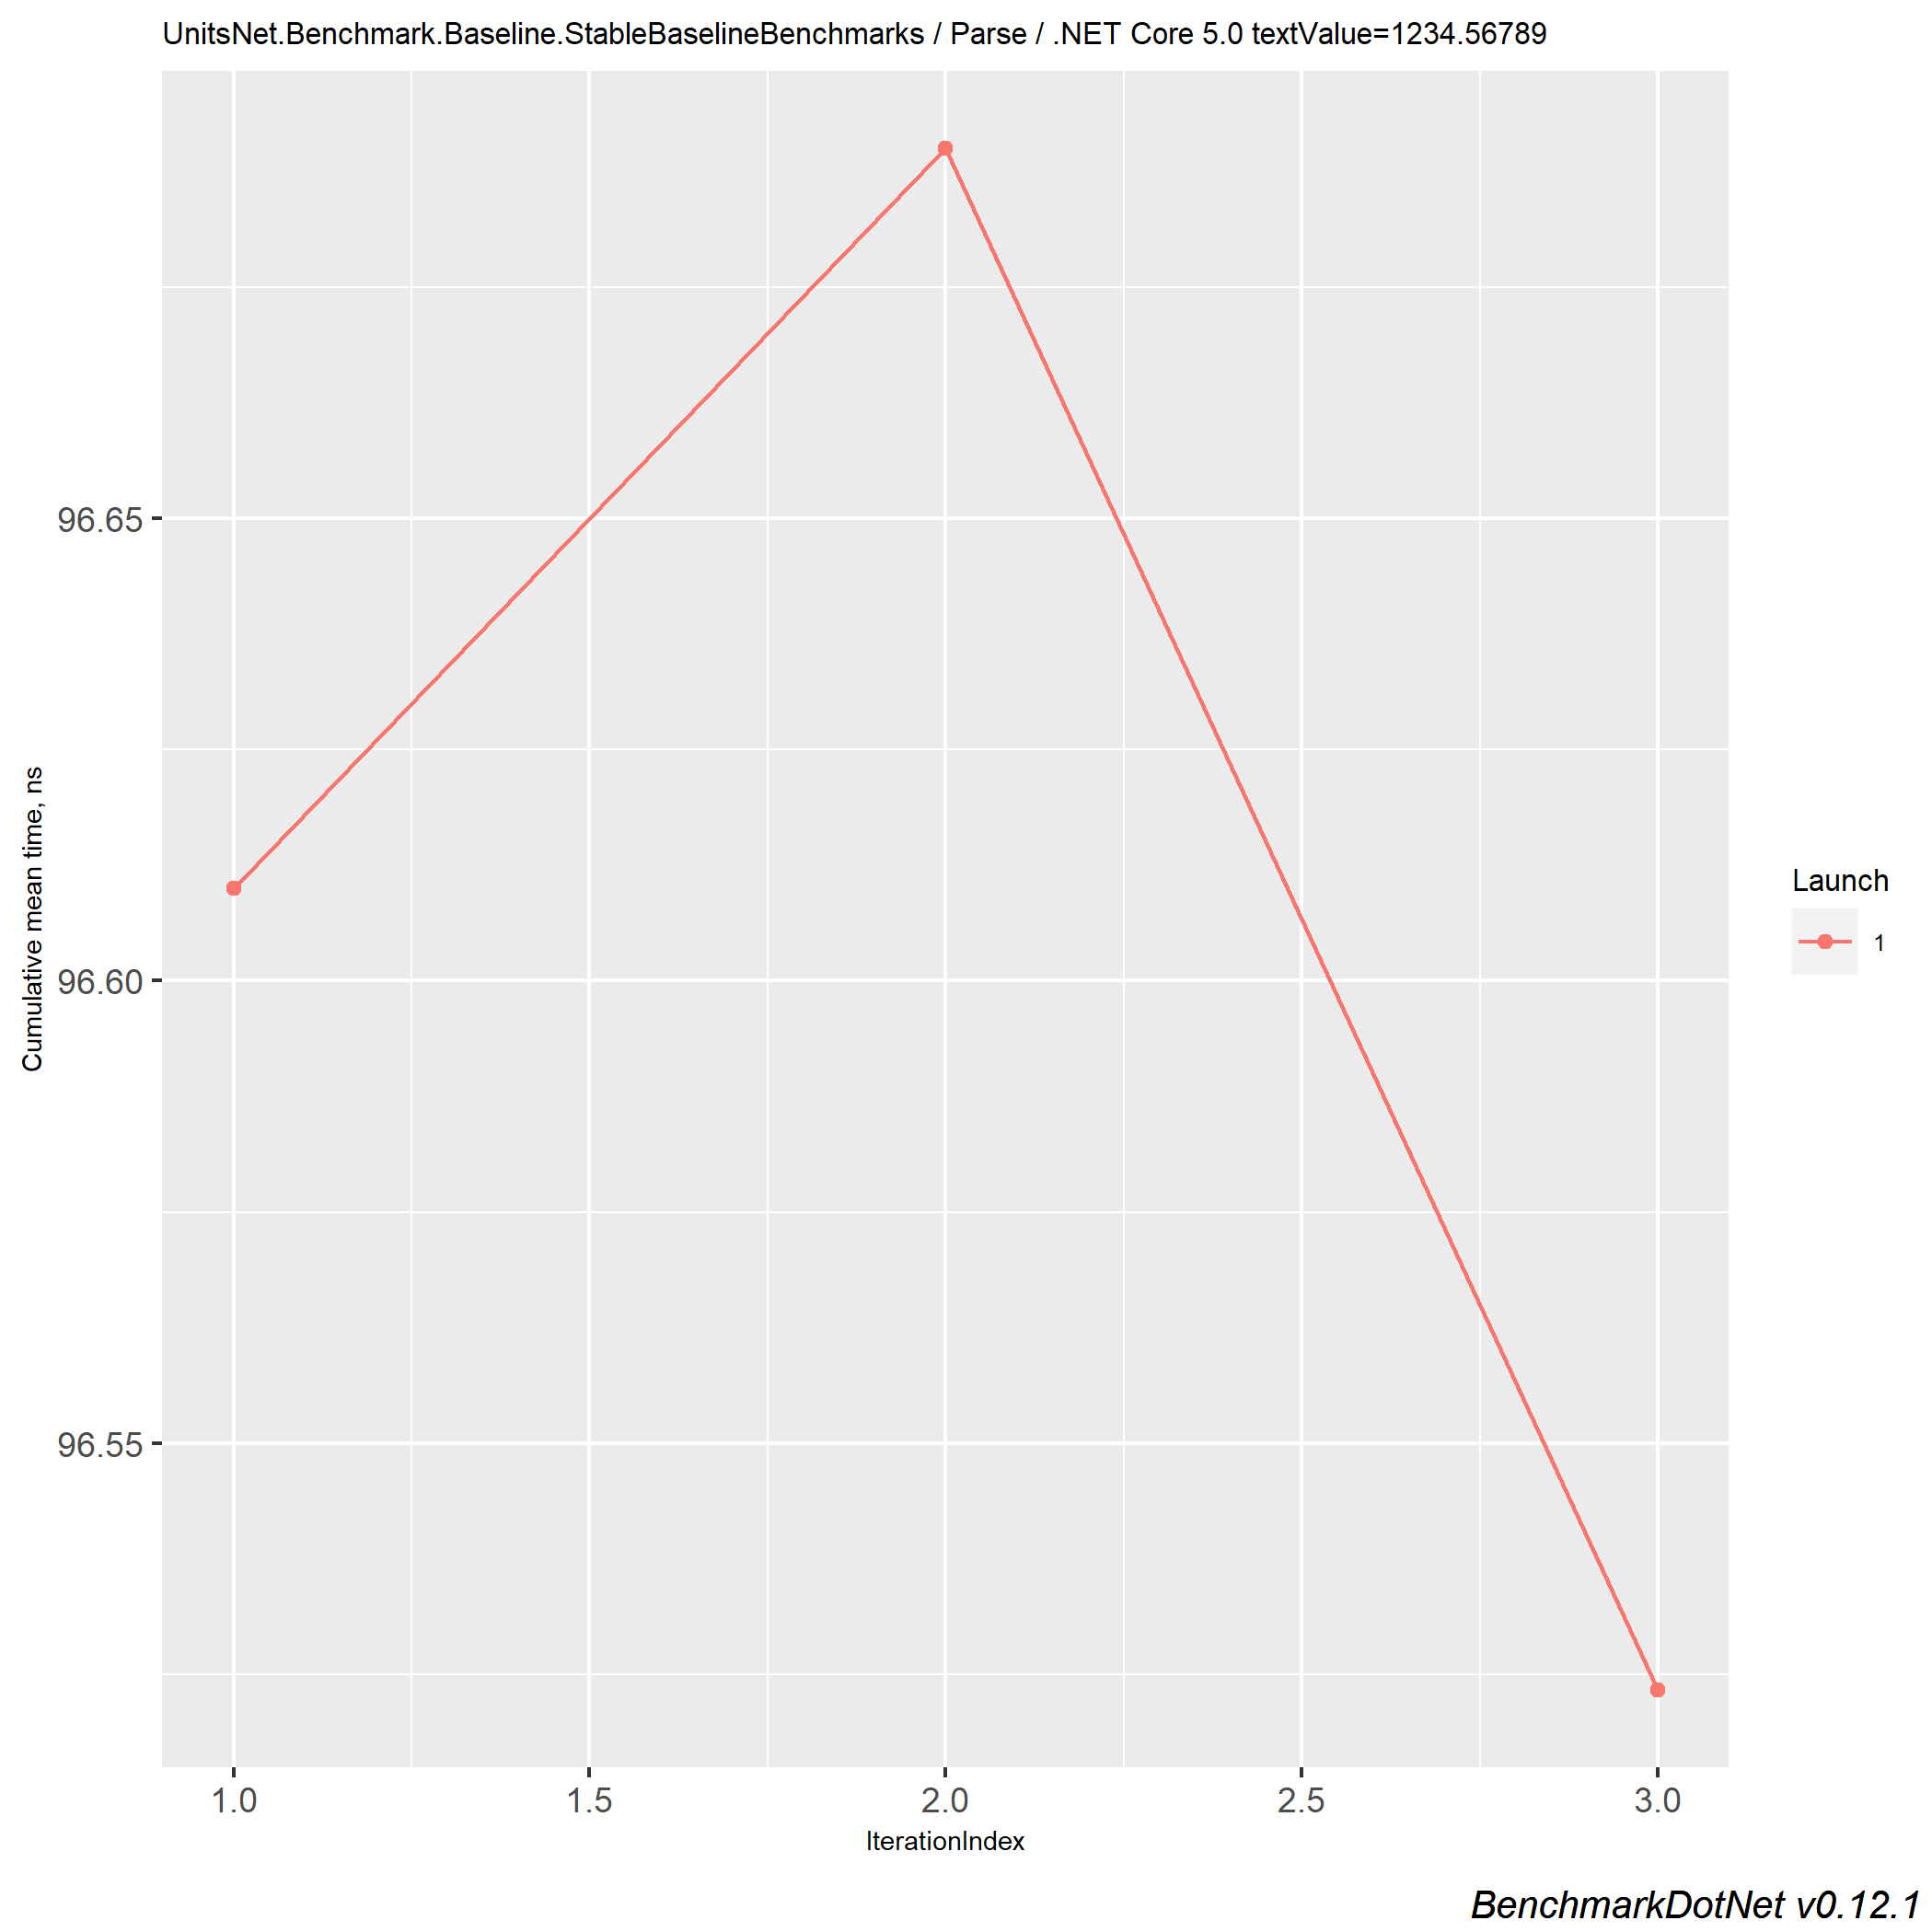 UnitsNet.Benchmark.Baseline.StableBaselineBenchmarks / Parse / .NET Core 5.0 textValue=1234.56789
Cumulative mean time, ns
96.65
96.60
96.55
1.0 1.5 2.0 2.5 3.0
IterationIndex
Launch
1
BenchmarkDotNet v0.12.1